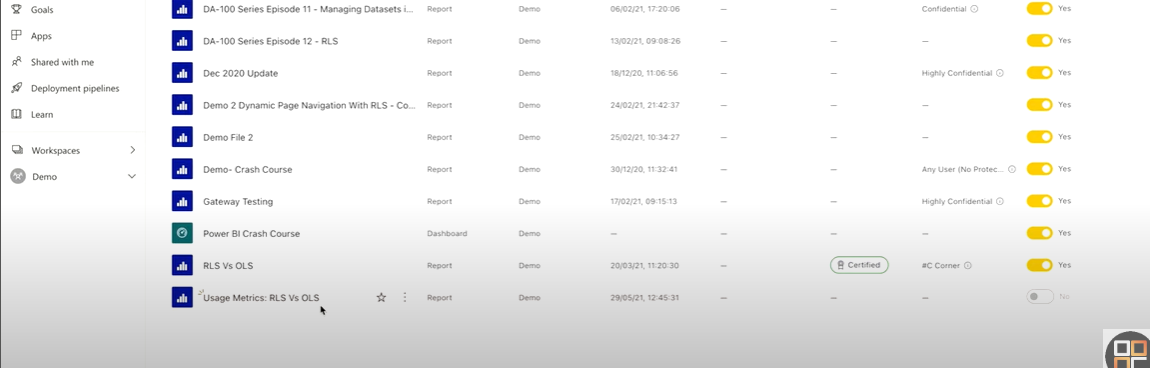 Goals
Apps
Shared with me
Deployment pipelines
Learn
Workspaces
Demo
DA-100 Series Episode 11 - Managing Datasets i... Report Demo 06/02/21, 17:20:06 — — Confidential Yes
DA-100 Series Episode 12 - RLS Report Demo 13/02/21, 09:08:26 — — — Yes
Dec 2020 Update Report Demo 18/12/20, 11:06:56 — — Highly Confidential Yes
Demo 2 Dynamic Page Navigation With RLS - Co... Report Demo 24/02/21, 21:42:37 — — — Yes
Demo File 2 Report Demo 25/02/21, 10:34:27 — — — Yes
Demo- Crash Course Report Demo 30/12/20, 11:32:41 — — Any User (No Protec... Yes
Gateway Testing Report Demo 17/02/21, 09:15:13 — — Highly Confidential Yes
Power BI Crash Course Dashboard Demo — — — — Yes
RLS Vs OLS Report Demo 20/03/21, 11:20:30 — Certified #C Corner Yes
Usage Metrics: RLS Vs OLS Report Demo 29/05/21, 12:45:31 — — — No